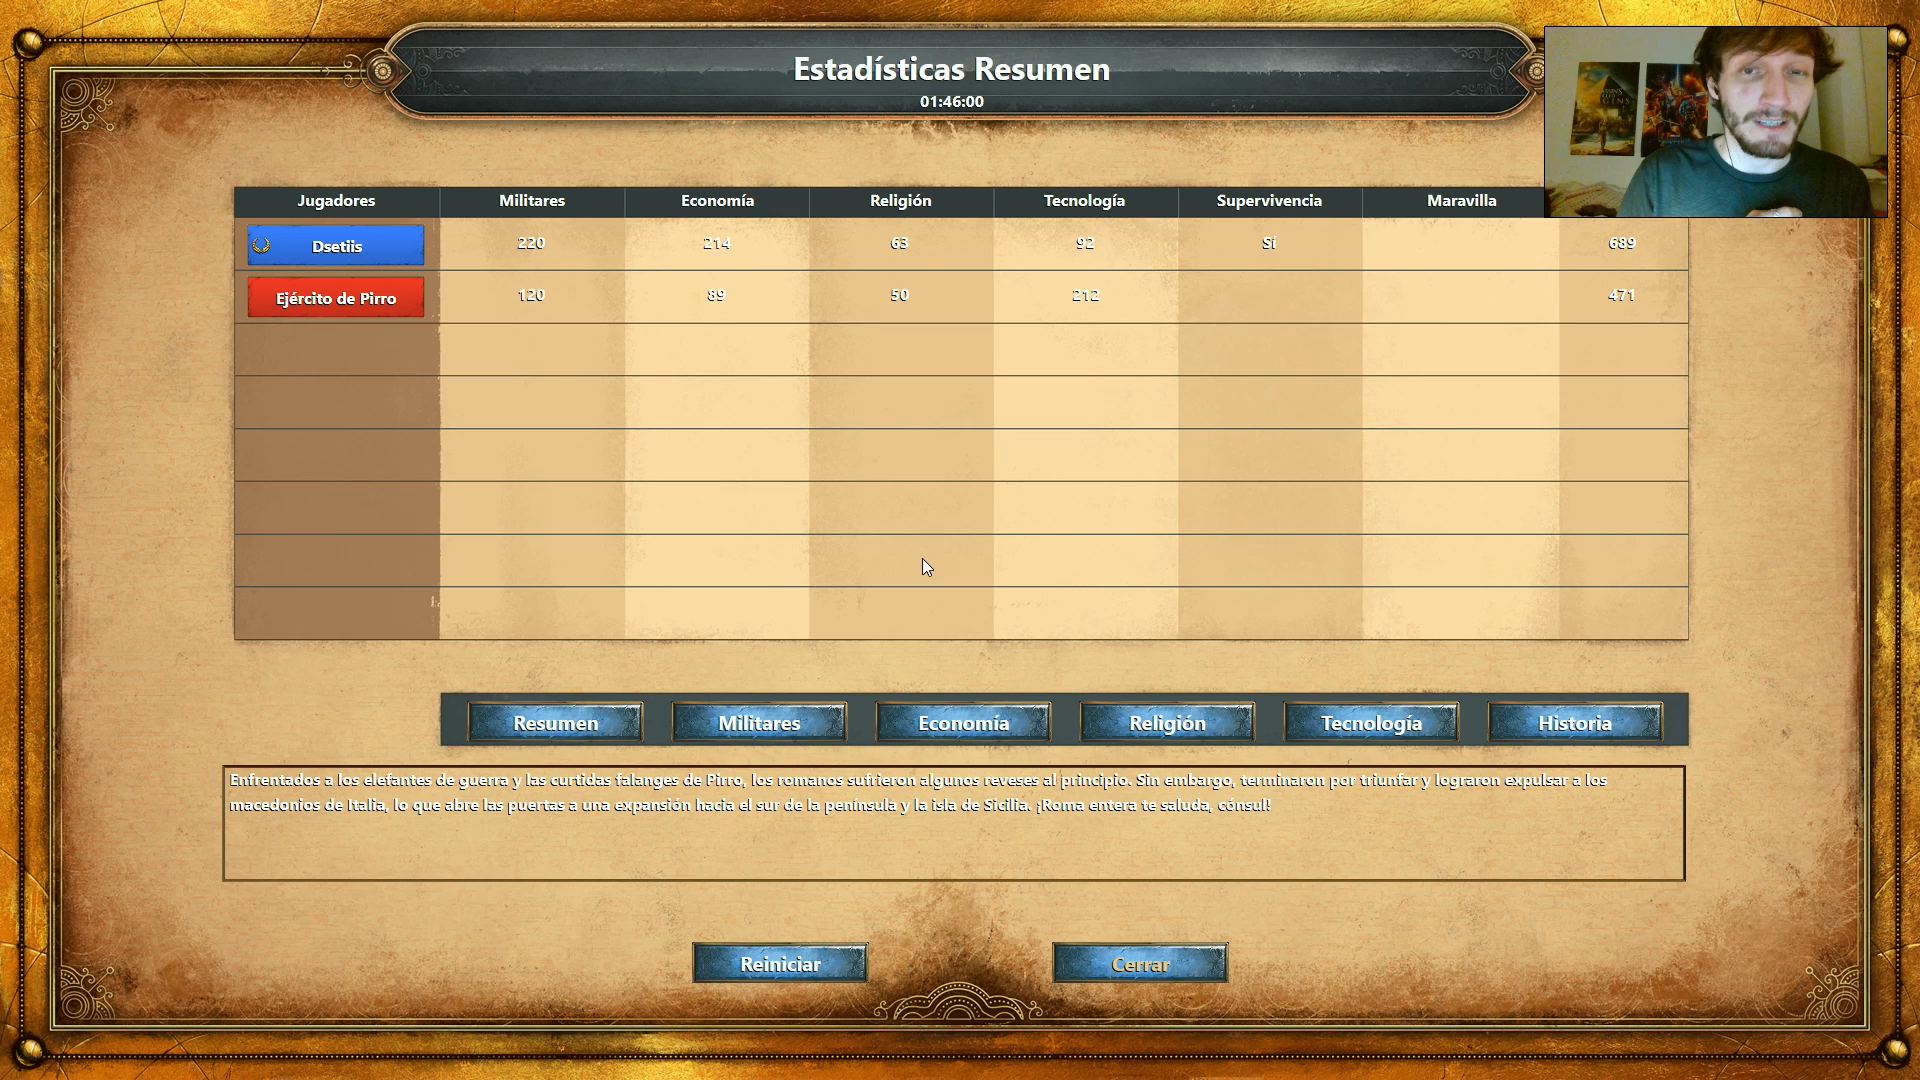 Estadísticas Resumen
01:46:00
Jugadores Militares Economía Religión Tecnología Supervivencia Maravilla
Dsetiis 220 214 63 92 Sí 689
Ejército de Pirro 120 89 50 212 471
Resumen Militares Economía Religión Tecnología Historia
Enfrentados a los elefantes de guerra y las curtidas falanges de Pirro, los romanos sufrieron algunos reveses al principio. Sin embargo, terminaron por triunfar y lograron expulsar a los
macedonios de Italia, lo que abre las puertas a una expansión hacia el sur de la península y la isla de Sicilia. ¡Roma entera te saluda, cónsul!
Reiniciar Cerrar